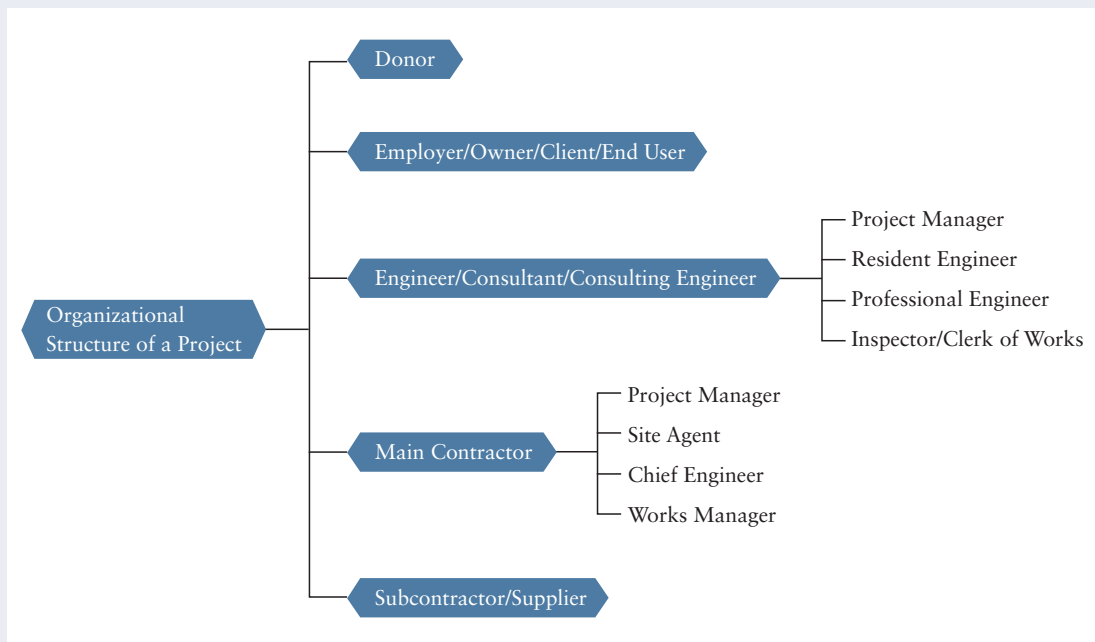 Donor
Employer/Owner/Client/End User
Engineer/Consultant/Consulting Engineer
Project Manager
Resident Engineer
Professional Engineer
Inspector/Clerk of Works
Organizational
Structure of a Project
Main Contractor
Project Manager
Site Agent
Chief Engineer
Works Manager
Subcontractor/Supplier